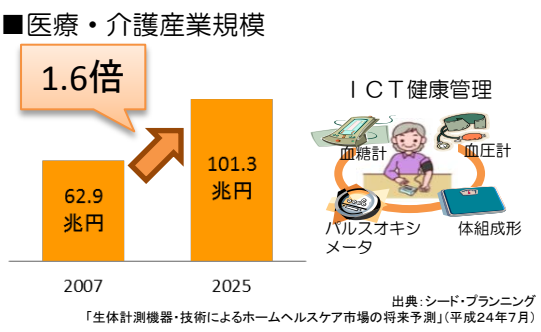 ■医療・介護産業規模
1.6倍
62.9
兆円
101.3
兆円
2007
2025
ＩＣＴ健康管理
血糖計
血圧計
パルスオキシ
メータ
体組成形
出典：シード・プランニング
「生体計測機器・技術によるホームヘルスケア市場の将来予測」（平成24年7月）